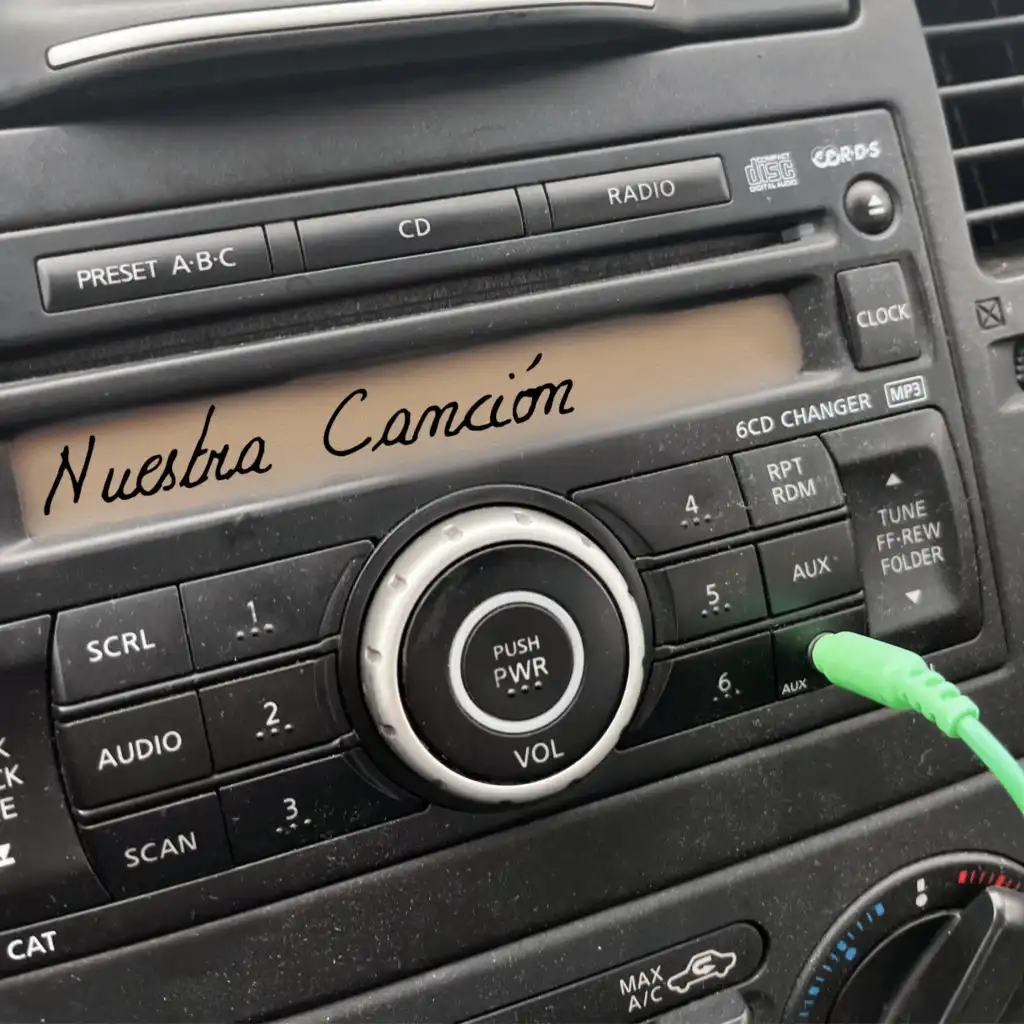 COMPACT disc DIGITAL AUDIO R·D·S
PRESET A·B·C CD RADIO
CLOCK
Nuestra Canción
6CD CHANGER MP3
SCRL 1 4 RPT RDM
TUNE
FF·REW
FOLDER
AUDIO 2 5 AUX
PUSH
PWR
VOL
SCAN 3 6 AUX
CAT
MAX
A/C